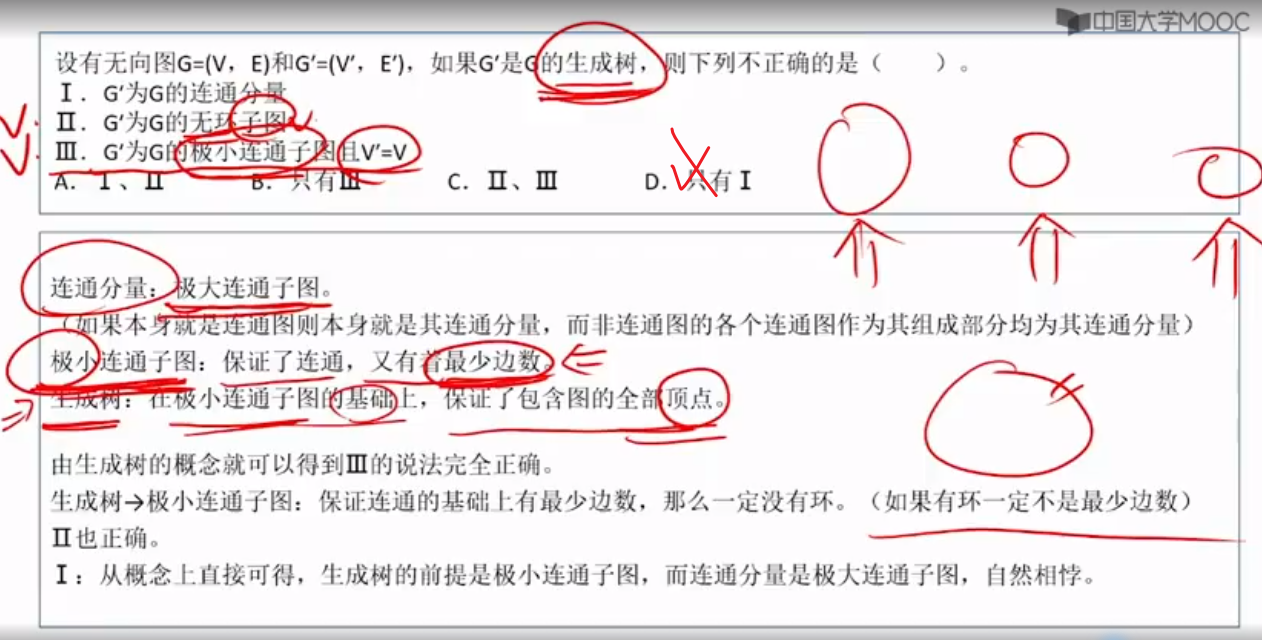 中国大学MOOC
设有无向图G=(V，E)和G’=(V’，E’)，如果G’是G的生成树，则下列不正确的是（　　）。
Ⅰ．G’为G的连通分量
Ⅱ．G’为G的无环子图
Ⅲ．G’为G的极小连通子图且V’=V
A．Ⅰ、Ⅱ　　B．只有Ⅲ　　C．Ⅱ、Ⅲ　　D．只有Ⅰ
连通分量：极大连通子图。
（如果本身就是连通图则本身就是其连通分量，而非连通图的各个连通图作为其组成部分均为其连通分量）
极小连通子图：保证了连通，又有着最少边数。
生成树：在极小连通子图的基础上，保证了包含图的全部顶点。
由生成树的概念就可以得到Ⅲ的说法完全正确。
生成树→极小连通子图：保证连通的基础上有最少边数，那么一定没有环。（如果有环一定不是最少边数）
Ⅱ也正确。
Ⅰ：从概念上直接可得，生成树的前提是极小连通子图，而连通分量是极大连通子图，自然相悖。